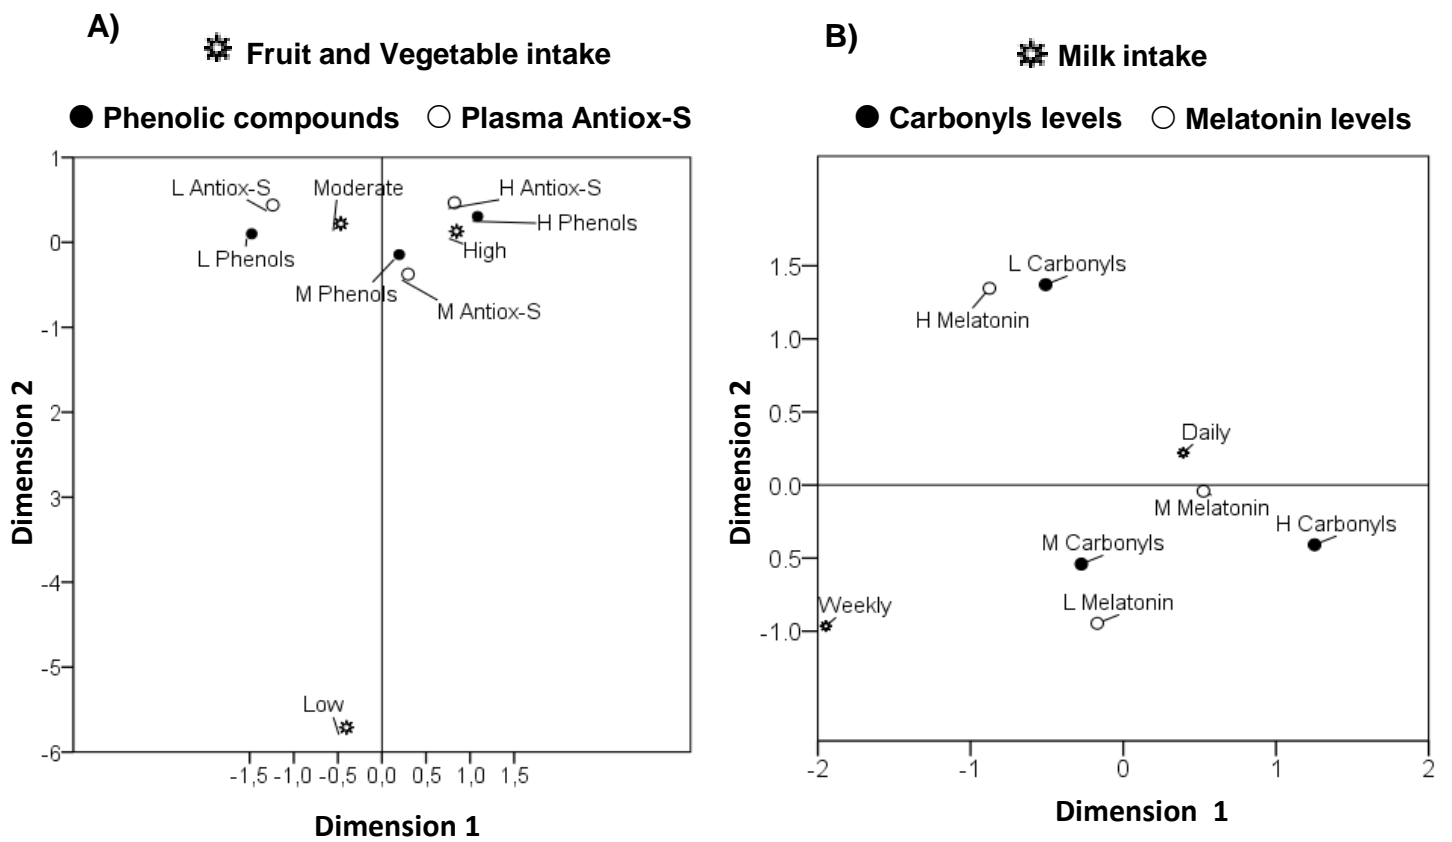 A)
Fruit and Vegetable intake
Phenolic compounds Plasma Antiox-S
1
0
-1
2
-3
-4
-5
-6
L Antiox-S
Moderate
H Antiox-S
H Phenols
L Phenols
High
M Phenols
M Antiox-S
Low
Dimension 2
-1,5 -1,0 -0,5 0,0 0,5 1,0 1,5
Dimension 1
B)
Milk intake
Carbonyls levels Melatonin levels
1.5
1.0
0.5
0.0
0.5
-1.0
L Carbonyls
H Melatonin
Daily
M Melatonin
H Carbonyls
M Carbonyls
Weekly
L Melatonin
Dimension 2
-2 -1 0 1 2
Dimension 1